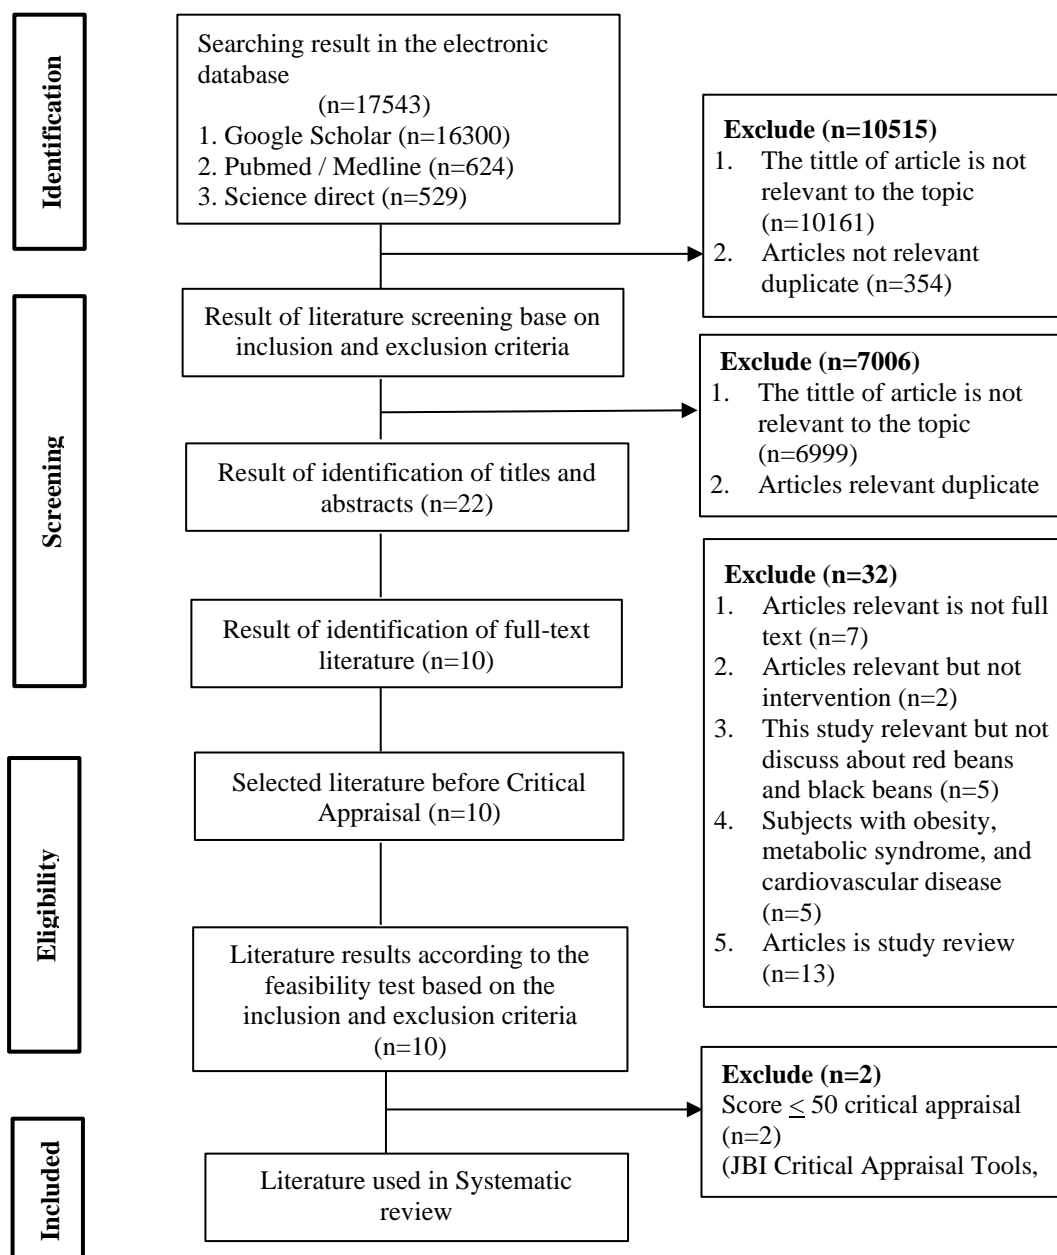 Identification
Searching result in the electronic
database
(n=17543)
1. Google Scholar (n=16300)
2. Pubmed / Medline (n=624)
3. Science direct (n=529)
Exclude (n=10515)
1. The tittle of article is not
relevant to the topic
(n=10161)
2. Articles not relevant
duplicate (n=354)
Screening
Result of literature screening base on
inclusion and exclusion criteria
Exclude (n=7006)
1. The tittle of article is not
relevant to the topic
(n=6999)
2. Articles relevant duplicate
Result of identification of titles and
abstracts (n=22)
Exclude (n=32)
1. Articles relevant is not full
text (n=7)
2. Articles relevant but not
intervention (n=2)
3. This study relevant but not
discuss about red beans
and black beans (n=5)
4. Subjects with obesity,
metabolic syndrome, and
cardiovascular disease
(n=5)
5. Articles is study review
(n=13)
Result of identification of full-text
literature (n=10)
Eligibility
Selected literature before Critical
Appraisal (n=10)
Literature results according to the
feasibility test based on the
inclusion and exclusion criteria
(n=10)
Exclude (n=2)
Score ≤ 50 critical appraisal
(n=2)
(JBI Critical Appraisal Tools,
Included
Literature used in Systematic
review